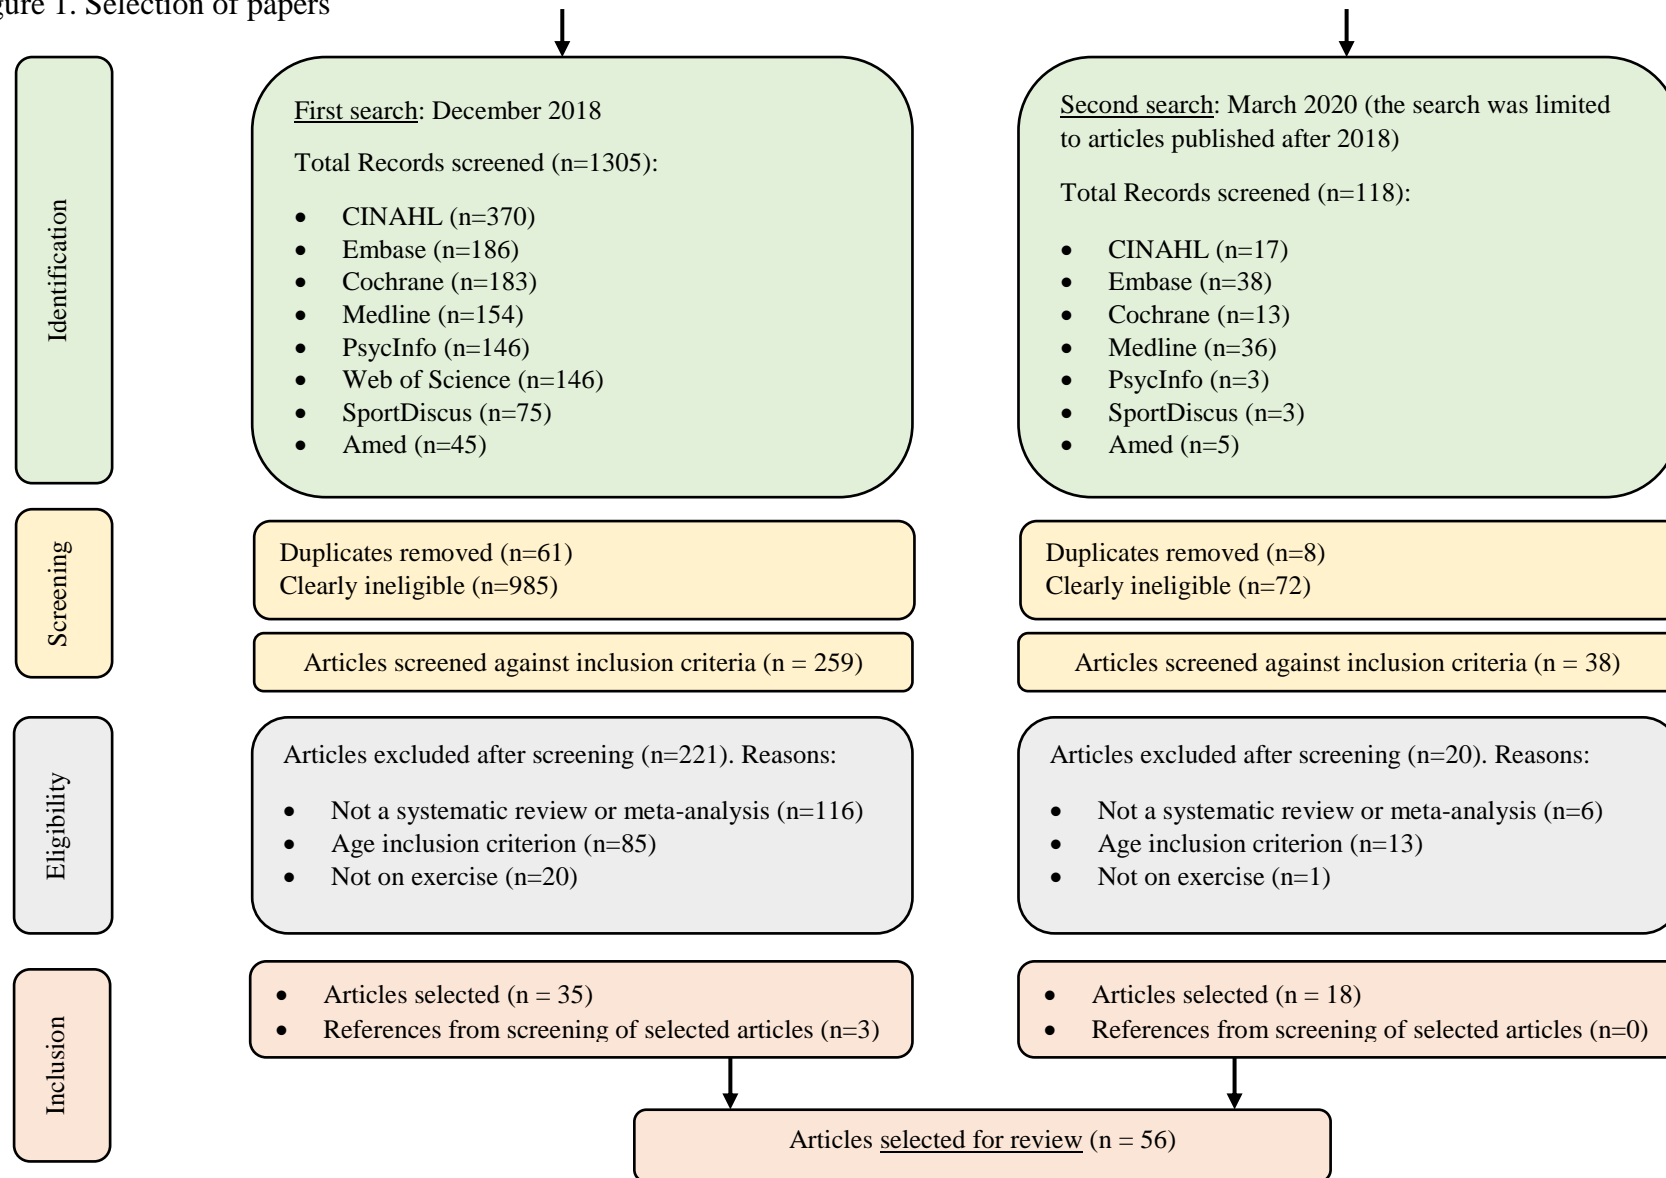 gure 1. Selection of papers
Identification
First search: December 2018
Total Records screened (n=1305):
• CINAHL (n=370)
• Embase (n=186)
• Cochrane (n=183)
• Medline (n=154)
• PsycInfo (n=146)
• Web of Science (n=146)
• SportDiscus (n=75)
• Amed (n=45)
Second search: March 2020 (the search was limited
to articles published after 2018)
Total Records screened (n=118):
• CINAHL (n=17)
• Embase (n=38)
• Cochrane (n=13)
• Medline (n=36)
• PsycInfo (n=3)
• SportDiscus (n=3)
• Amed (n=5)
Screening
Duplicates removed (n=61)
Clearly ineligible (n=985)
Duplicates removed (n=8)
Clearly ineligible (n=72)
Articles screened against inclusion criteria (n = 259)
Articles screened against inclusion criteria (n = 38)
Eligibility
Articles excluded after screening (n=221). Reasons:
• Not a systematic review or meta-analysis (n=116)
• Age inclusion criterion (n=85)
• Not on exercise (n=20)
Articles excluded after screening (n=20). Reasons:
• Not a systematic review or meta-analysis (n=6)
• Age inclusion criterion (n=13)
• Not on exercise (n=1)
Inclusion
• Articles selected (n = 35)
• References from screening of selected articles (n=3)
• Articles selected (n = 18)
• References from screening of selected articles (n=0)
Articles selected for review (n = 56)